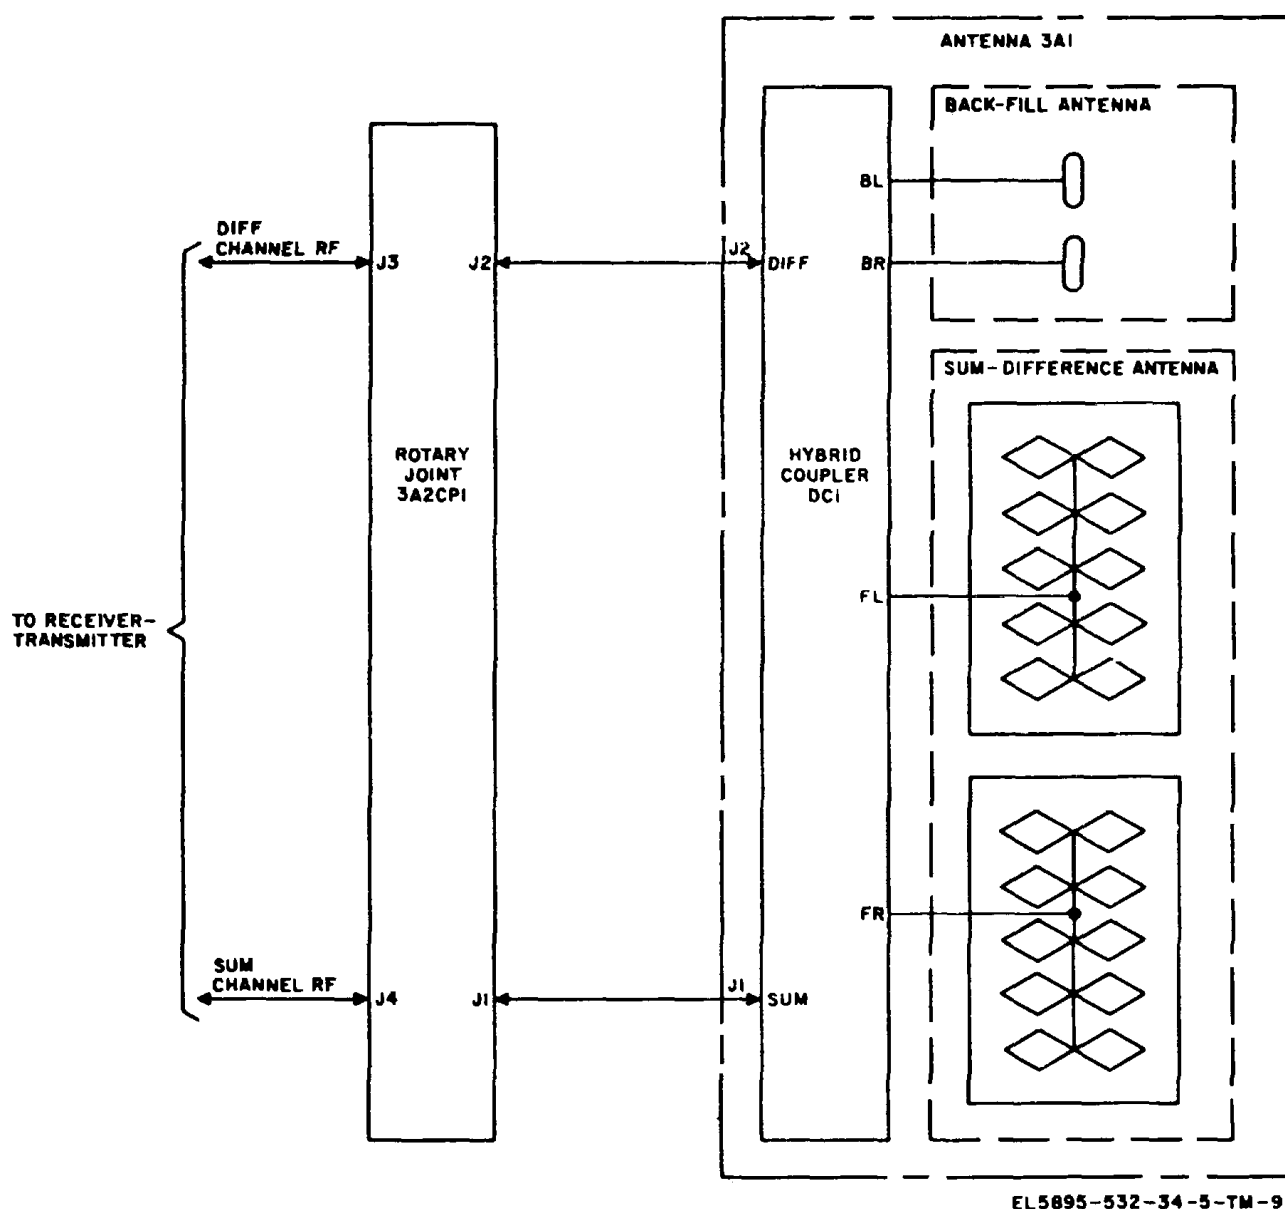 ANTENNA 3A1
BACK-FILL ANTENNA
BL
BR
DIFF
CHANNEL RF
J3
J2
J2
DIFF
SUM-DIFFERENCE ANTENNA
ROTARY
JOINT
3A2CP1
HYBRID
COUPLER
DC1
FL
TO RECEIVER-
TRANSMITTER
FR
SUM
CHANNEL RF
J4
J1
J1
SUM
EL5895-532-34-5-TM-9